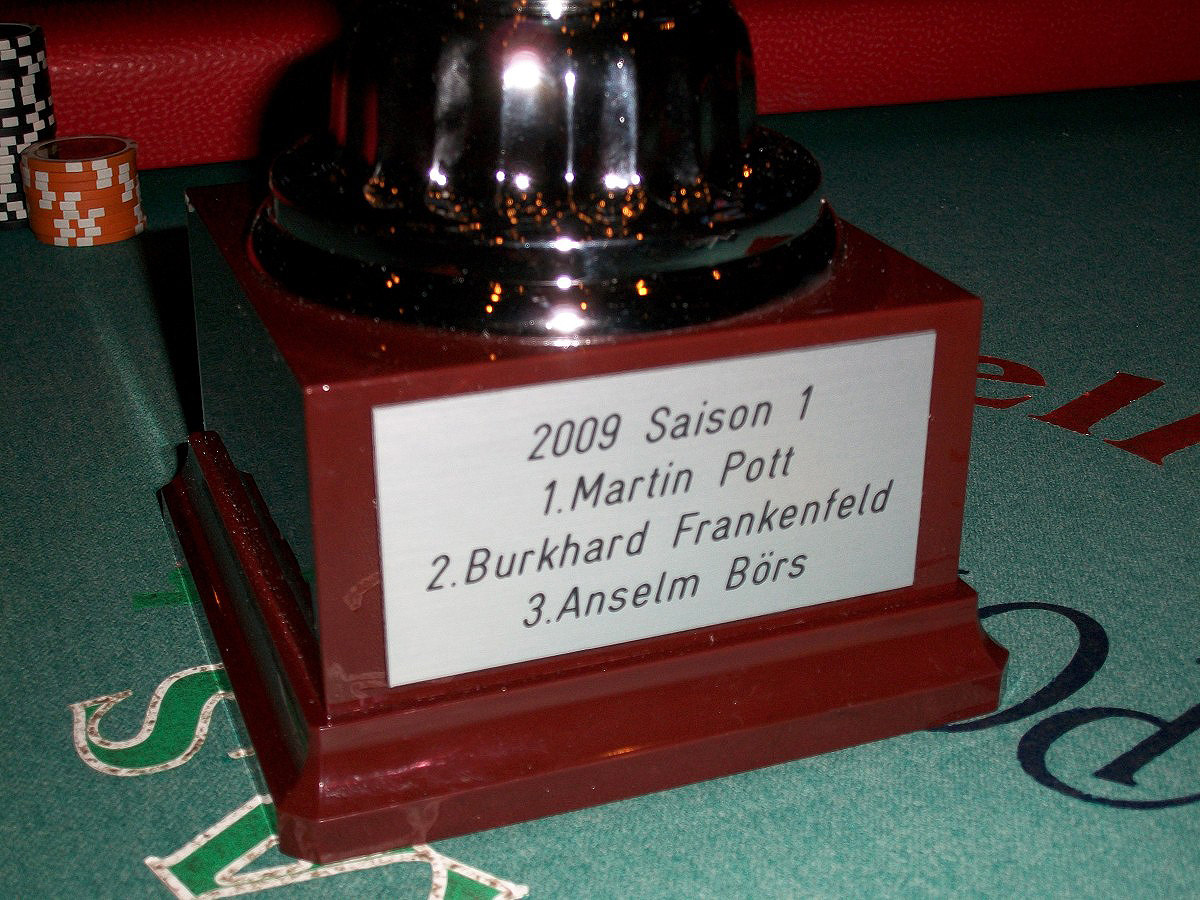 2009 Saison 1
1.Martin Pott
2.Burkhard Frankenfeld
3.Anselm Börs